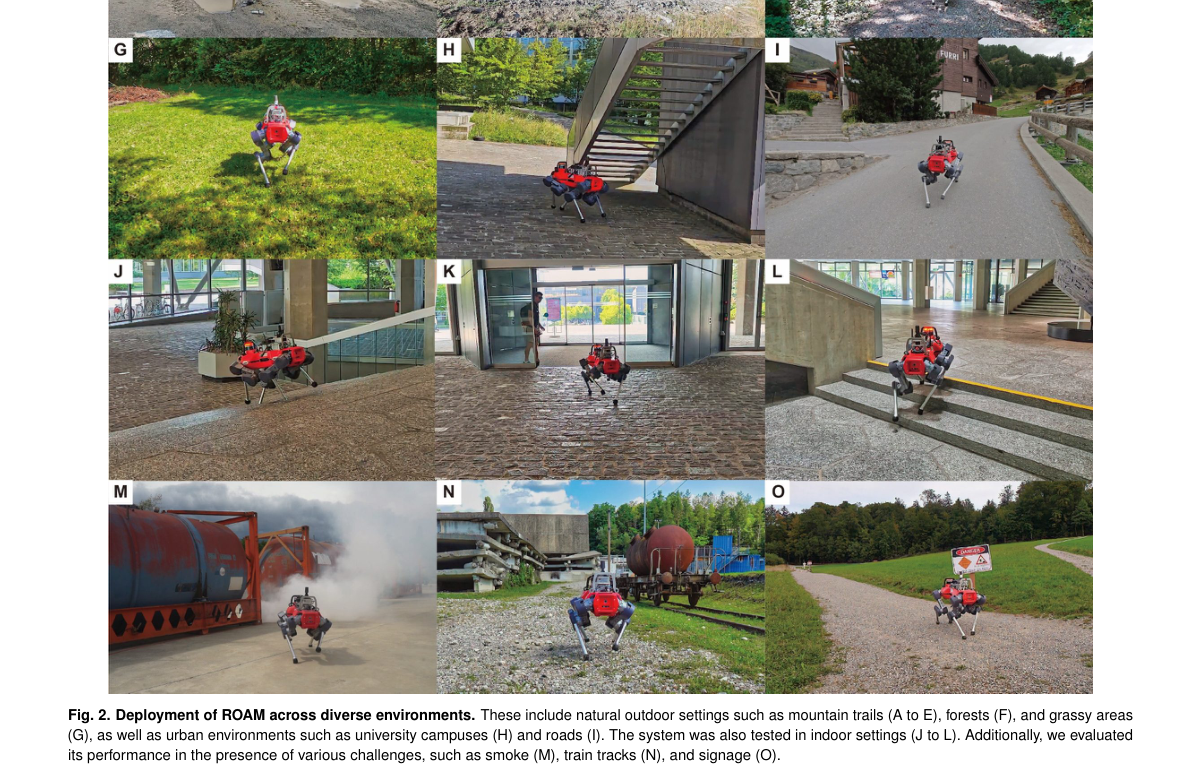 G
H
I
FURRI
J
K
L
M
N
O
DANGER
Fig. 2. Deployment of ROAM across diverse environments. These include natural outdoor settings such as mountain trails (A to E), forests (F), and grassy areas
(G), as well as urban environments such as university campuses (H) and roads (I). The system was also tested in indoor settings (J to L). Additionally, we evaluated
its performance in the presence of various challenges, such as smoke (M), train tracks (N), and signage (O).